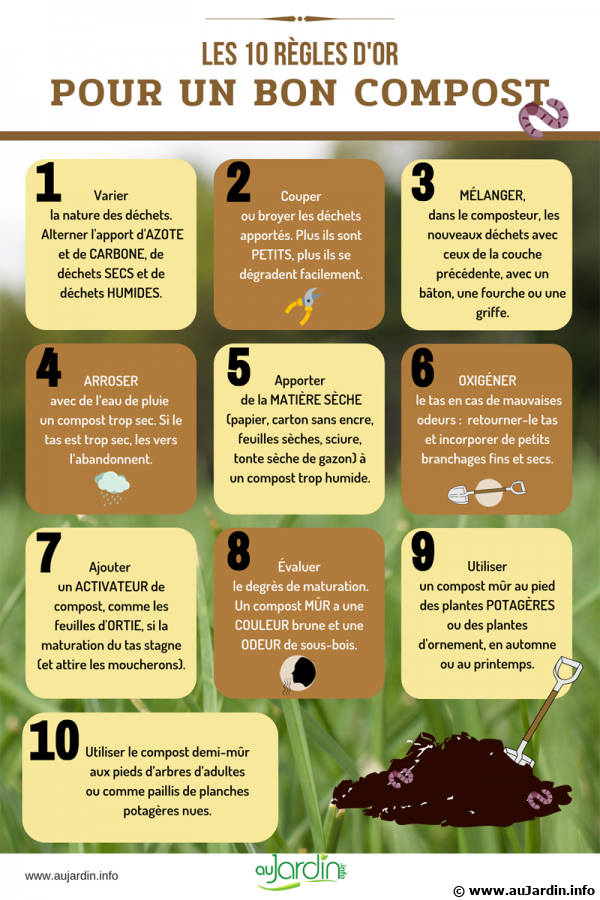 LES 10 RÈGLES D'OR
POUR UN BON COMPOST
1
Varier
la nature des déchets.
Alterner l'apport d'AZOTE
et de CARBONE, de
déchets SECS et de
déchets HUMIDES.
2
Couper
ou broyer les déchets
apportés. Plus ils sont
PETITS, plus ils se
dégradent facilement.
3
MÉLANGER,
dans le composteur, les
nouveaux déchets avec
ceux de la couche
précédente, avec un
bâton, une fourche ou une
griffe.
4
ARROSER
avec de l'eau de pluie
un compost trop sec. Si le
tas est trop sec, les vers
l'abandonnent.
5
Apporter
de la MATIÈRE SÈCHE
(papier, carton sans encre,
feuilles sèches, sciure,
tonte sèche de gazon) à
un compost trop humide.
6
OXIGÉNER
le tas en cas de mauvaises
odeurs : retourner-le tas
et incorporer de petits
branchages fins et secs.
7
Ajouter
un ACTIVATEUR de
compost, comme les
feuilles d'ORTIE, si la
maturation du tas stagne
(et attire les moucherons).
8
Évaluer
le degrès de maturation.
Un compost MÛR a une
COULEUR brune et une
ODEUR de sous-bois.
9
Utiliser
un compost mûr au pied
des plantes POTAGÈRES
ou des plantes
d'ornement, en automne
ou au printemps.
10
Utiliser le compost demi-mûr
aux pieds d'arbres d'adultes
ou comme paillis de planches
potagères nues.
www.aujardin.info
auJardin.info
© www.auJardin.info